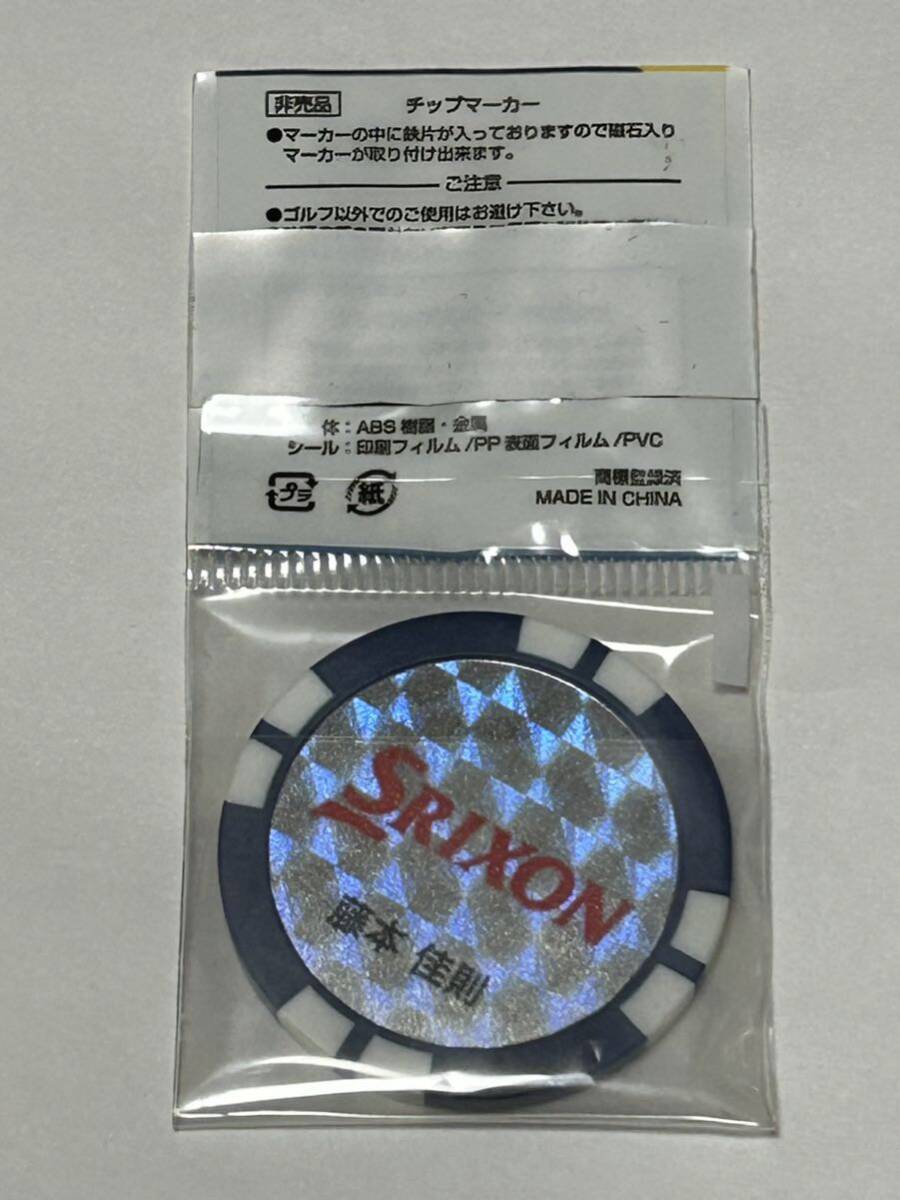 非売品 チップマーカー
●マーカーの中に鉄片が入っておりますので磁石入り
マーカーが取り付け出来ます。
ご注意
●ゴルフ以外でのご使用はお避け下さい。
体：ABS 樹脂・金属
シール：印刷フィルム/PP 表面フィルム/PVC
プラ 紙
商標登録済
MADE IN CHINA
SRIXON
藤本 佳則